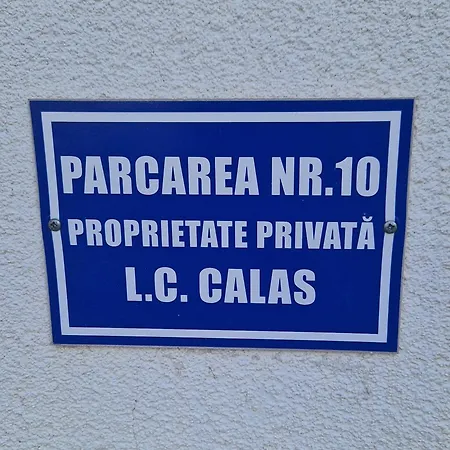 PARCAREA NR.10
PROPRIETATE PRIVATĂ
L.C. CALAS